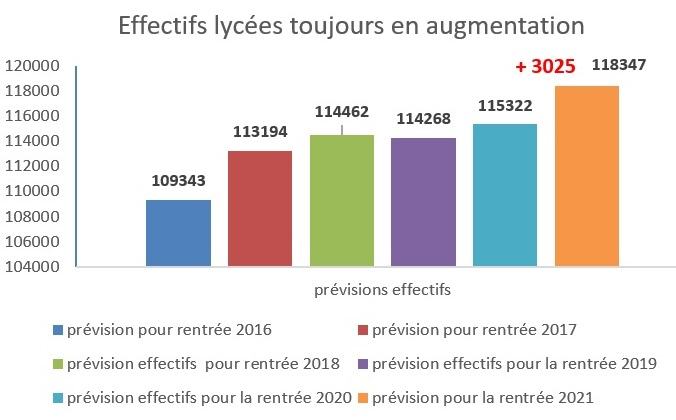 Effectifs lycées toujours en augmentation
120000
118000
116000
114000
112000
110000
108000
106000
104000
109343
113194
114462
114268
115322
+ 3025
118347
prévisions effectifs
prévision pour rentrée 2016
prévision pour rentrée 2017
prévision effectifs pour rentrée 2018
prévision effectifs pour la rentrée 2019
prévision effectifs pour la rentrée 2020
prévision pour la rentrée 2021